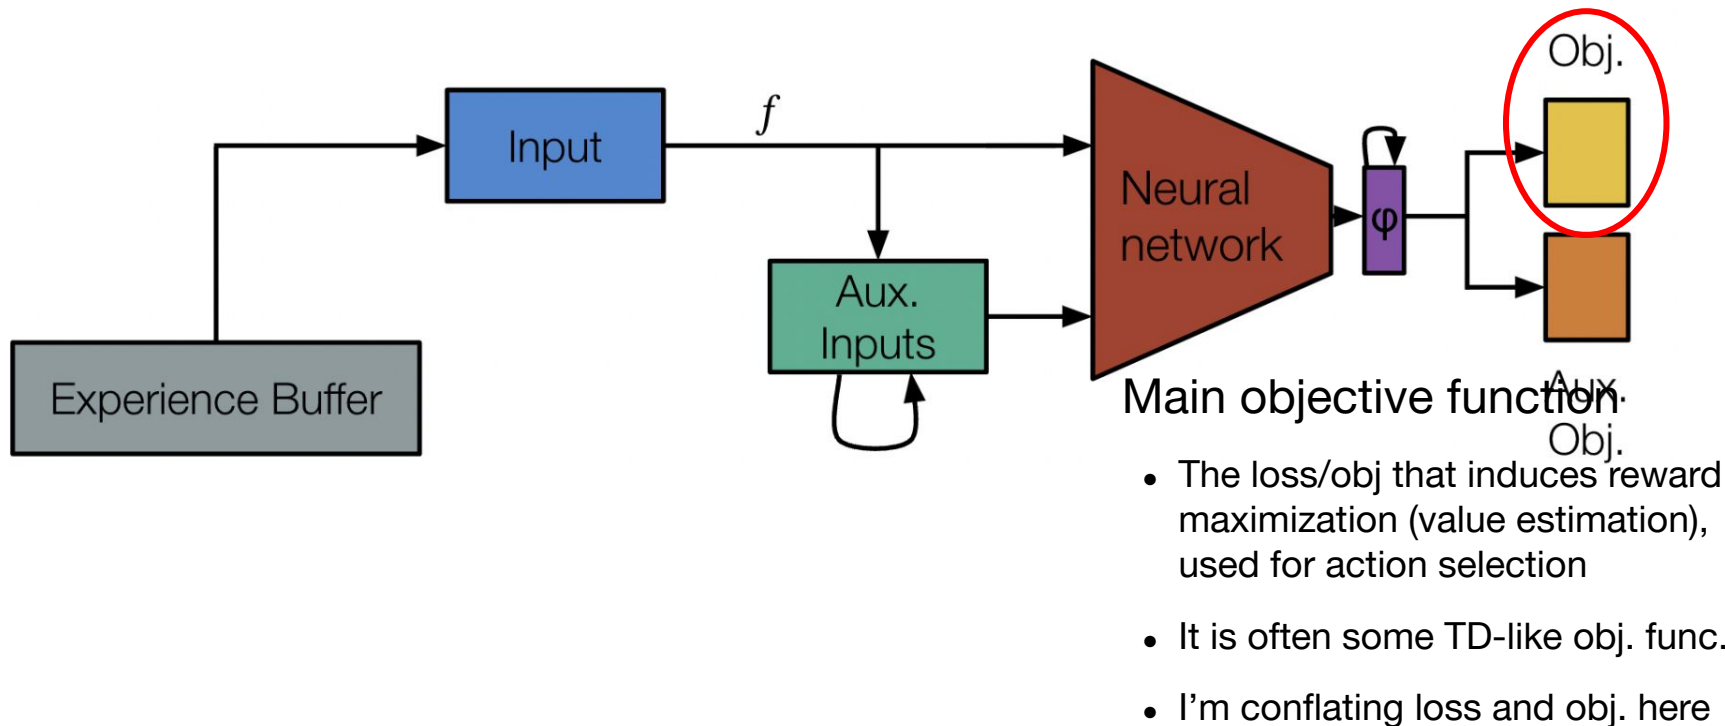 Obj.
f
Input
Neural
network
φ
Aux.
Inputs
Experience Buffer
Aux.
Obj.
Main objective function
• The loss/obj that induces reward
maximization (value estimation),
used for action selection
• It is often some TD-like obj. func.
• I’m conflating loss and obj. here